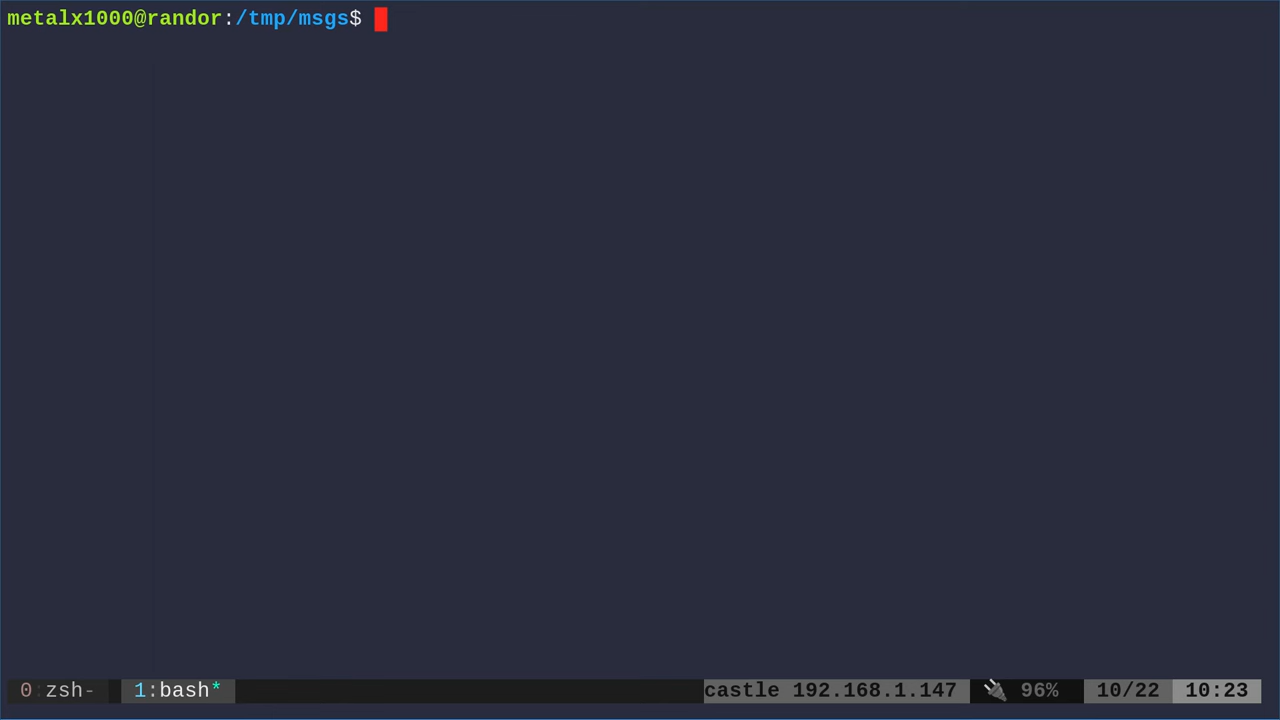 metalx1000@randor:/tmp/msgs$
0:zsh- 1:bash* castle 192.168.1.147 🔌 96% 10/22 10:23